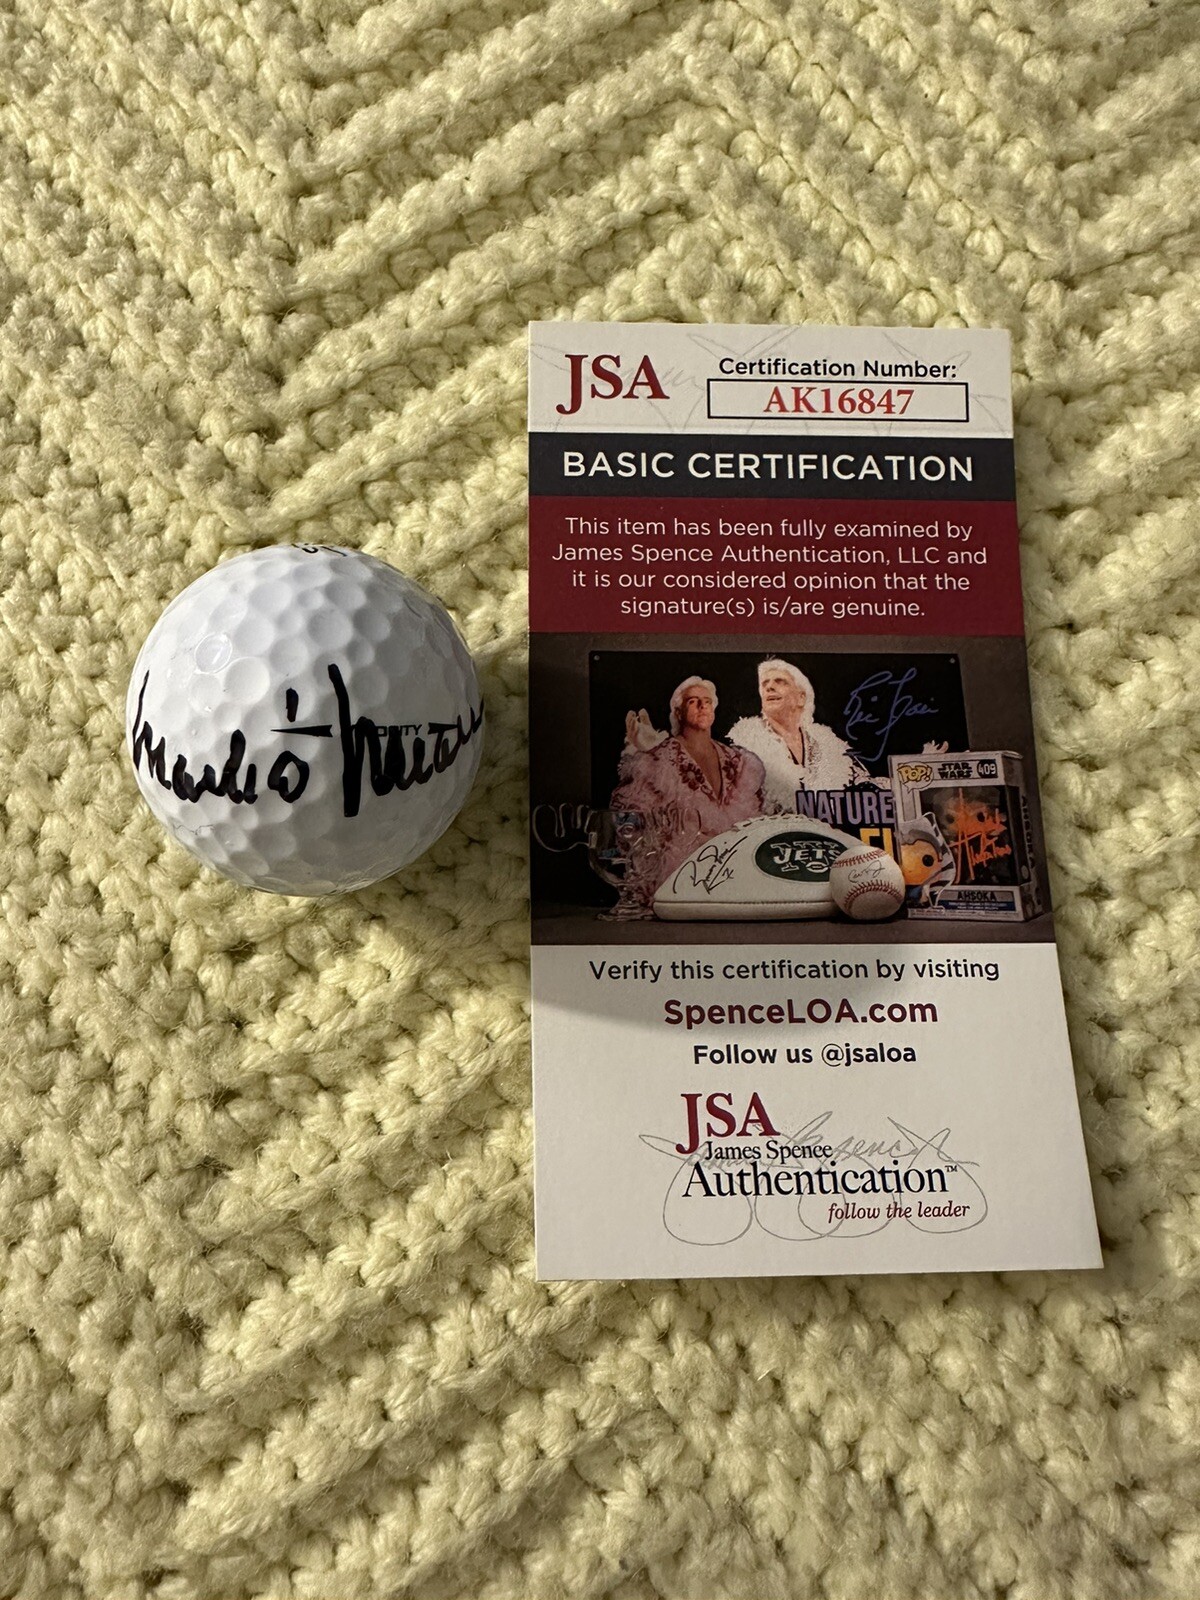 JSA
Certification Number:
AK16847
BASIC CERTIFICATION
This item has been fully examined by
James Spence Authentication, LLC and
it is our considered opinion that the
signature(s) is/are genuine.
NATURE
JETS
POP!
STAR
WARS
409
AHSOKA
Verify this certification by visiting
SpenceLOA.com
Follow us @jsaloa
JSA
James Spence
Authentication™
follow the leader